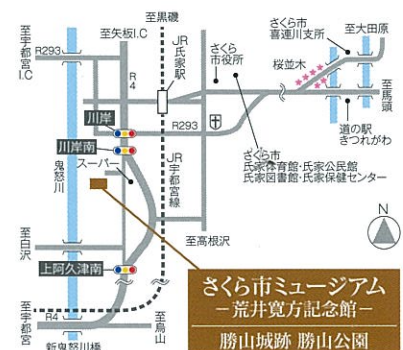 至黒磯
至宇都宮I.C
R293
至矢板I.C
R4
JR氏家駅
さくら市役所
さくら市喜連川支所
至大田原
桜並木
至馬頭
道の駅
きつれがわ
川岸
川岸南
R293
さくら市
氏家体育館・氏家公民館
氏家図書館・氏家保健センター
スーパー
鬼怒川
JR宇都宮線
至白沢
至高根沢
上阿久津南
N
至宇都宮
R4
新鬼怒川橋
至烏山
さくら市ミュージアム
－荒井寛方記念館－
勝山城跡 勝山公園